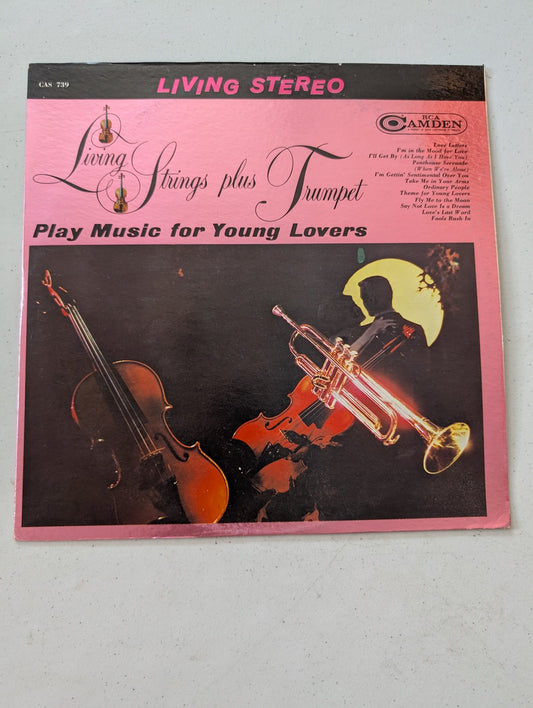 CAS 739
LIVING STEREO
RCA
CAMDEN
Living Strings plus Trumpet
Play Music for Young Lovers
Love Letters
I'm in the Mood for Love
I'll Get By (As Long As I Have You)
Penthouse Serenade
(When We're Alone)
I'm Gettin' Sentimental Over You
Take Me in Your Arms
Ordinary People
Theme for Young Lovers
Fly Me to the Moon
Say Not Love Is a Dream
Love's Last Word
Fools Rush In